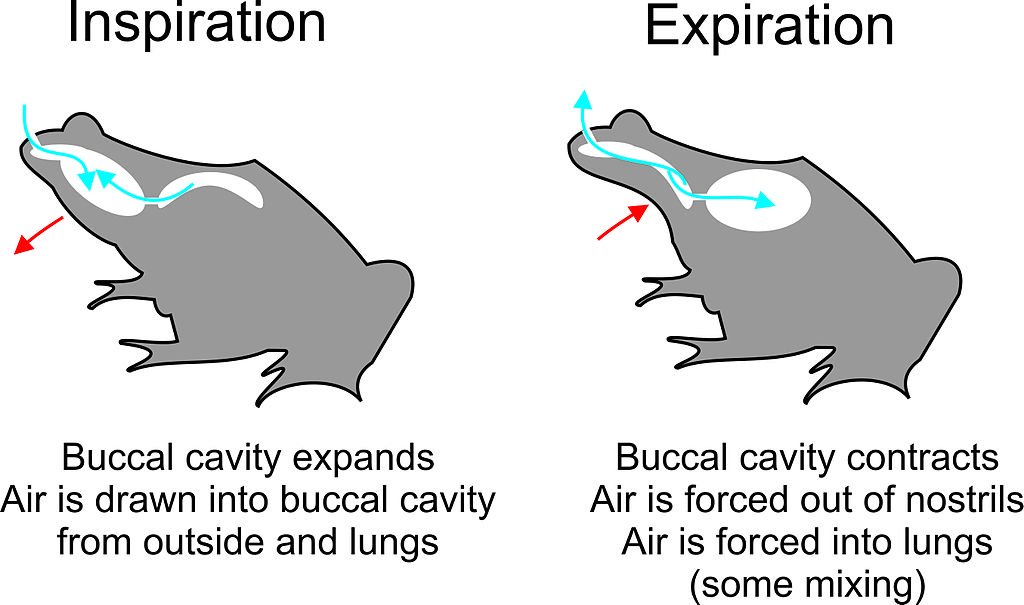 Inspiration
Expiration
Buccal cavity expands
Air is drawn into buccal cavity
from outside and lungs
Buccal cavity contracts
Air is forced out of nostrils
Air is forced into lungs
(some mixing)